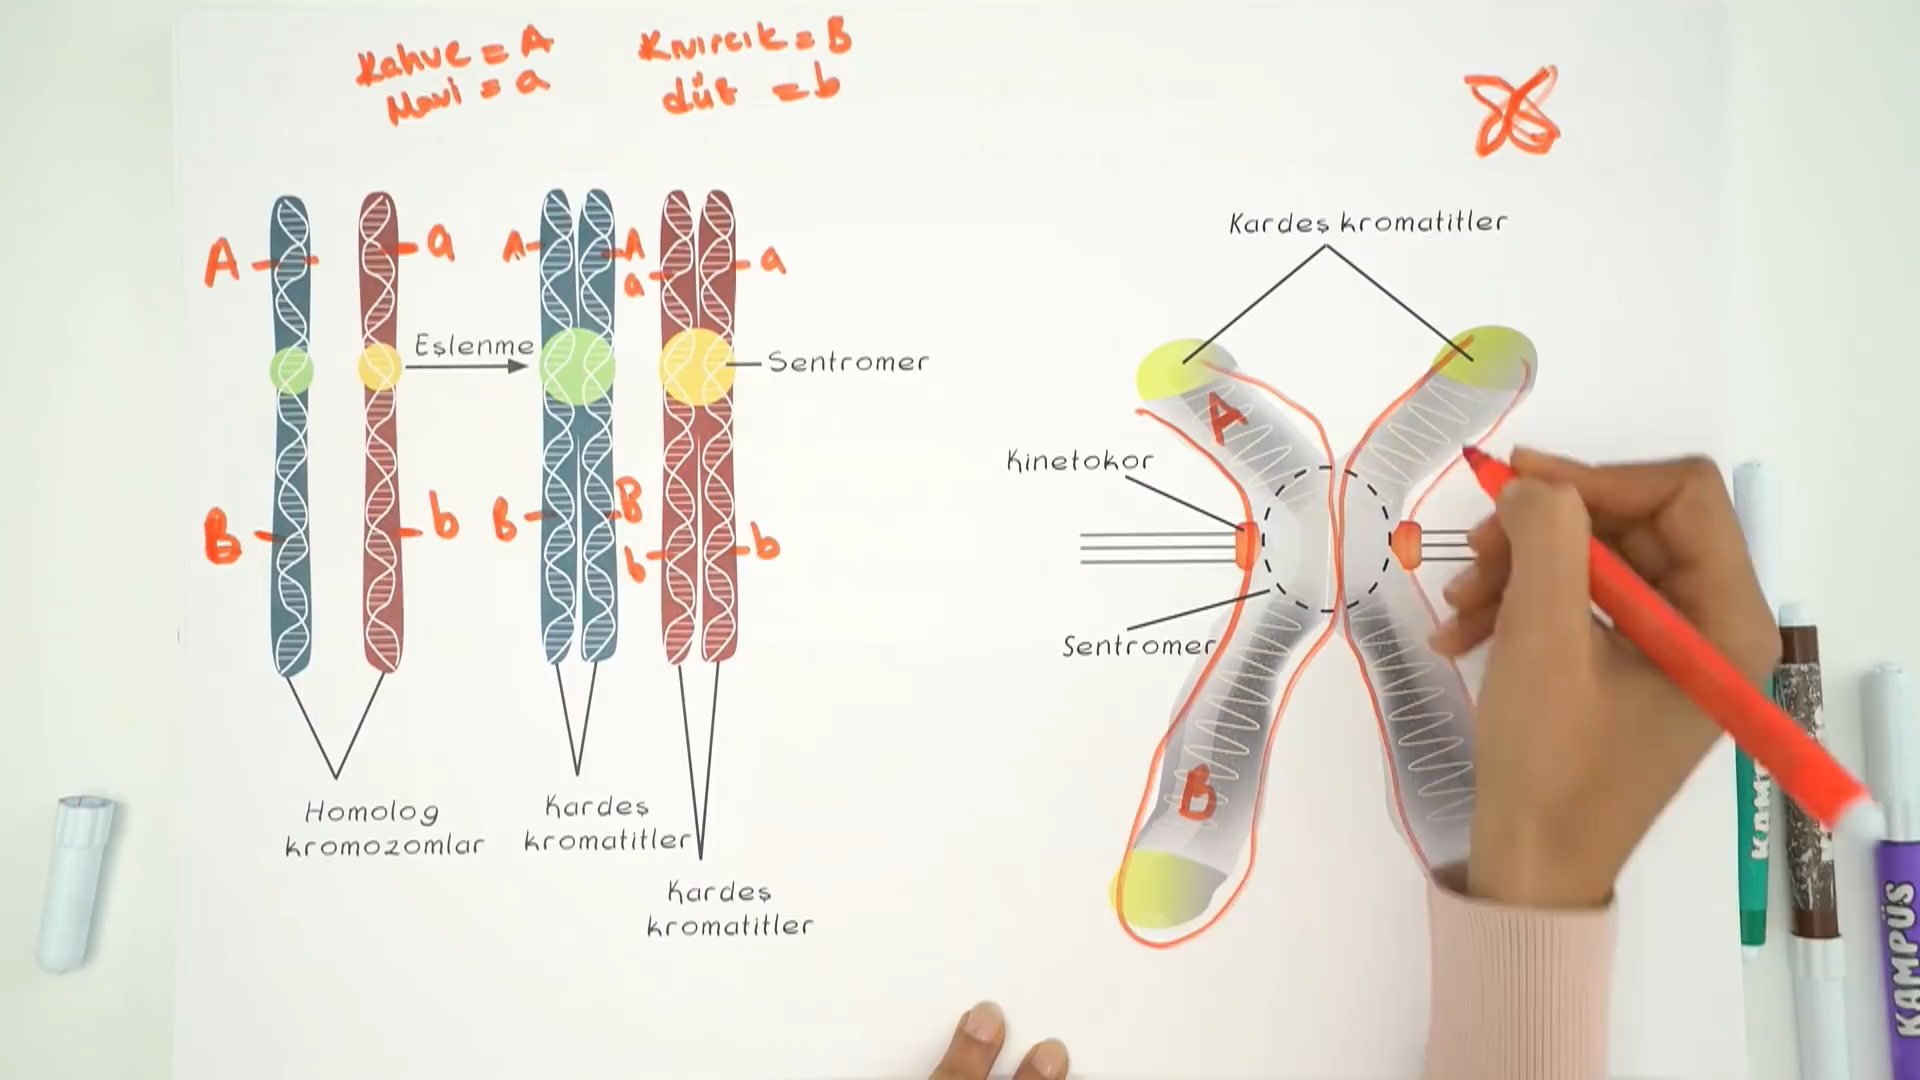 Kahve = A
Mavi = a
Kıvırcık = B
düz = b
Kardeş kromatitler
A
a
A
A
a
a
Eşlenme
Sentromer
A
Kinetokor
B
b
B
B
b
b
Sentromer
B
Homolog
kromozomlar
Kardeş
kromatitler
Kardeş
kromatitler
KAMPÜS